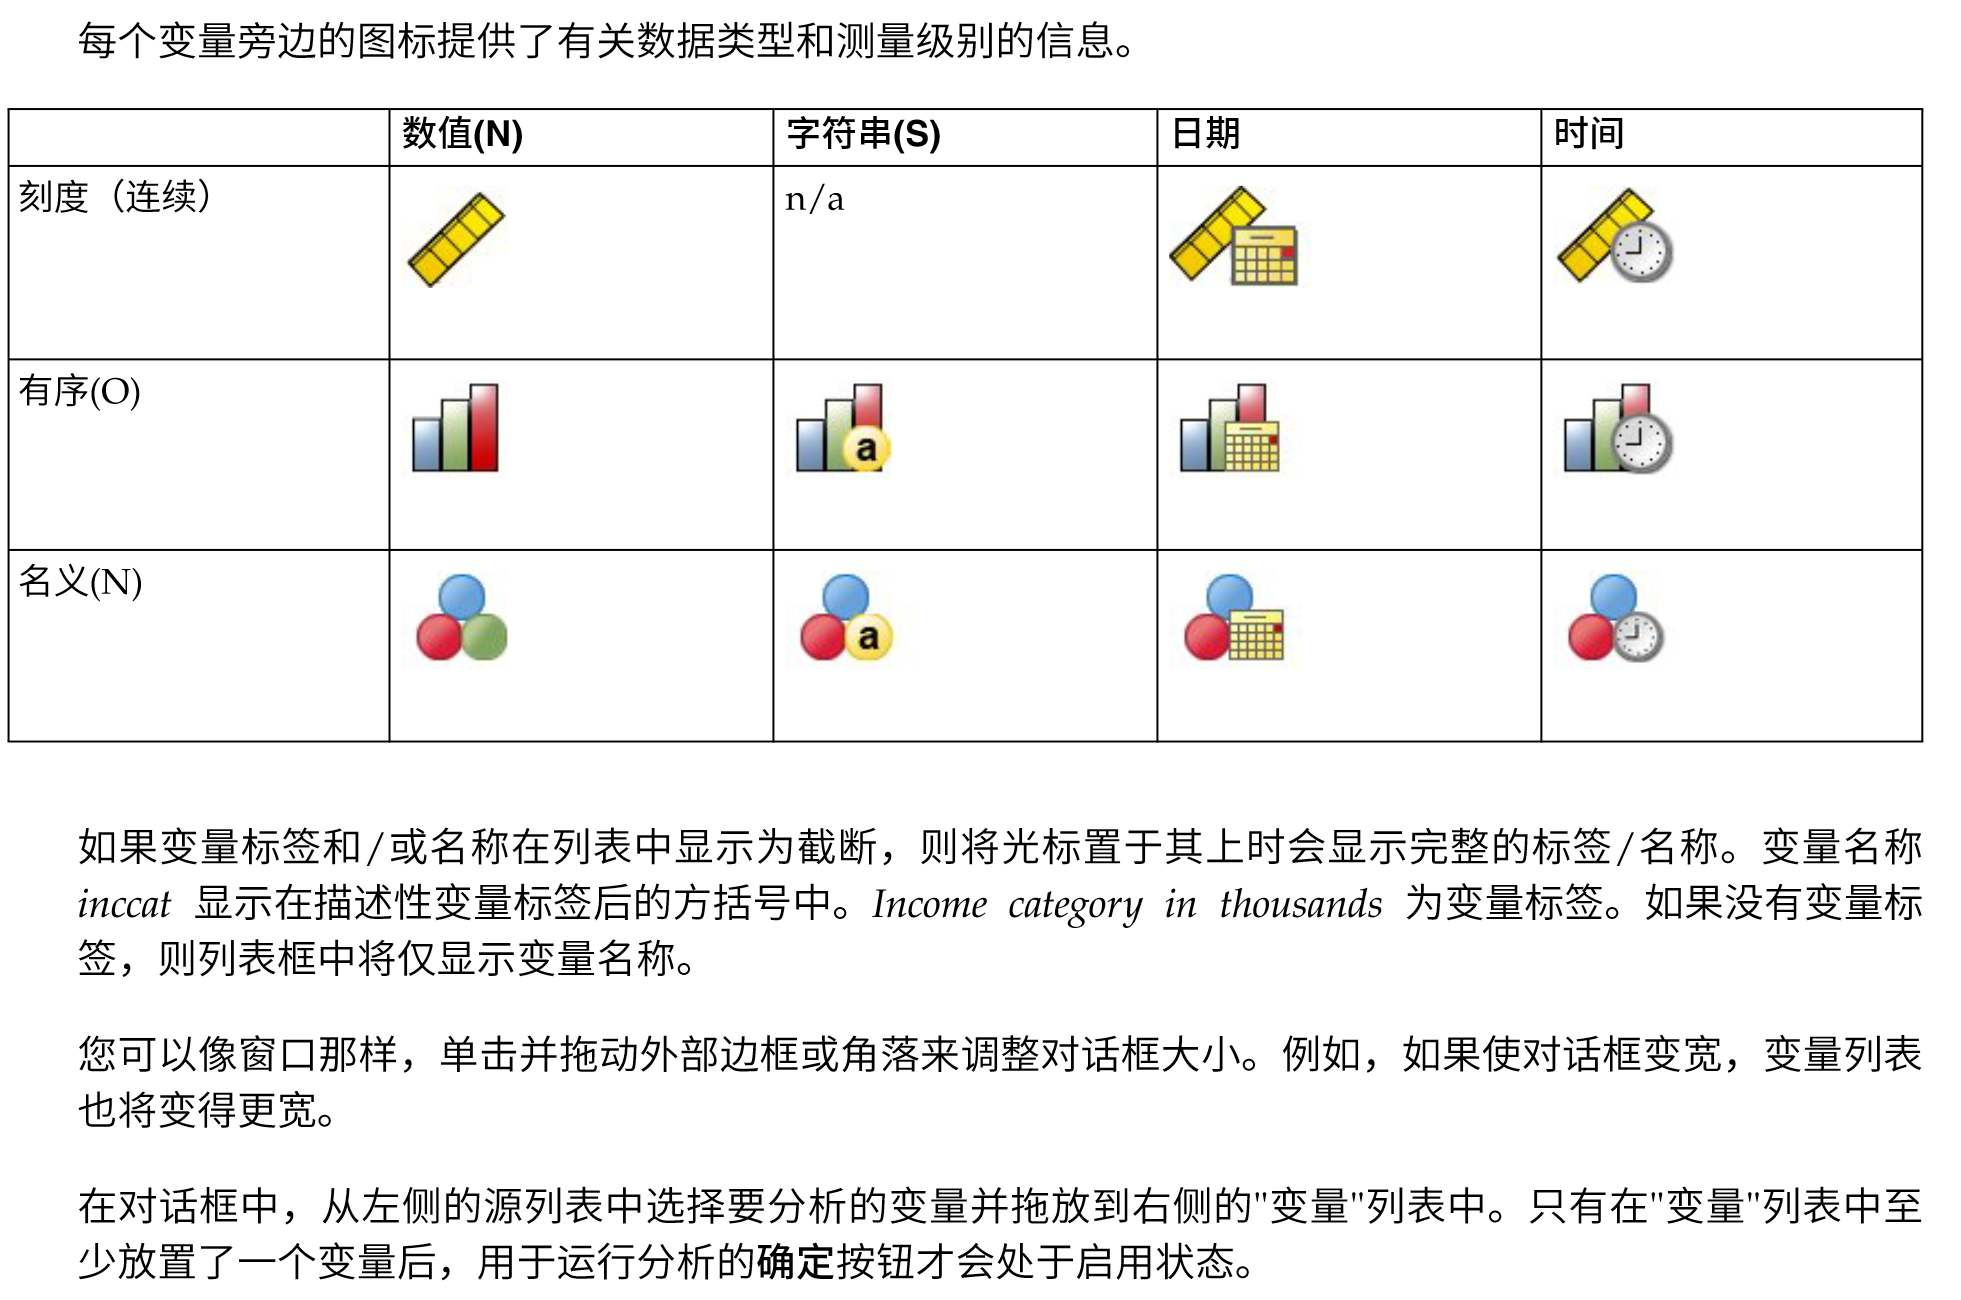 每个变量旁边的图标提供了有关数据类型和测量级别的信息。
数值(N) 字符串(S) 日期 时间
刻度（连续） n/a
有序(O)
a
名义(N)
a
如果变量标签和/或名称在列表中显示为截断，则将光标置于其上时会显示完整的标签/名称。变量名称
inccat 显示在描述性变量标签后的方括号中。Income category in thousands 为变量标签。如果没有变量标
签，则列表框中将仅显示变量名称。
您可以像窗口那样，单击并拖动外部边框或角落来调整对话框大小。例如，如果使对话框变宽，变量列表
也将变得更宽。
在对话框中，从左侧的源列表中选择要分析的变量并拖放到右侧的"变量"列表中。只有在"变量"列表中至
少放置了一个变量后，用于运行分析的确定按钮才会处于启用状态。